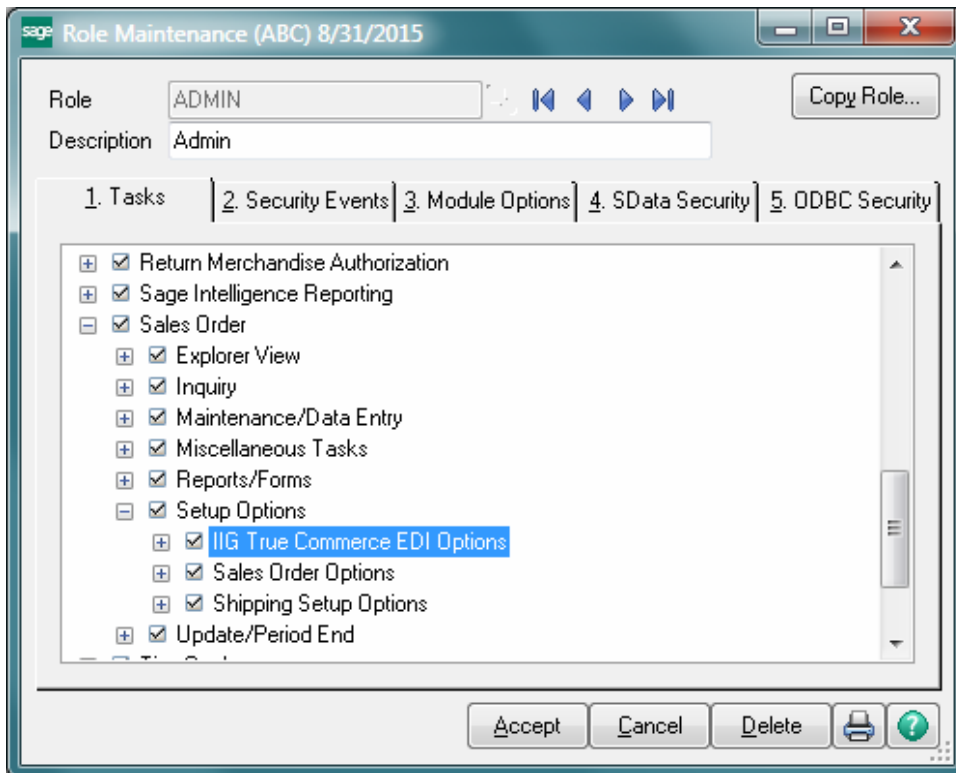 sage Role Maintenance (ABC) 8/31/2015
Role ADMIN Copy Role...
Description Admin
1. Tasks 2. Security Events 3. Module Options 4. SData Security 5. ODBC Security
Return Merchandise Authorization
Sage Intelligence Reporting
Sales Order
Explorer View
Inquiry
Maintenance/Data Entry
Miscellaneous Tasks
Reports/Forms
Setup Options
IIG True Commerce EDI Options
Sales Order Options
Shipping Setup Options
Update/Period End
Accept Cancel Delete ?